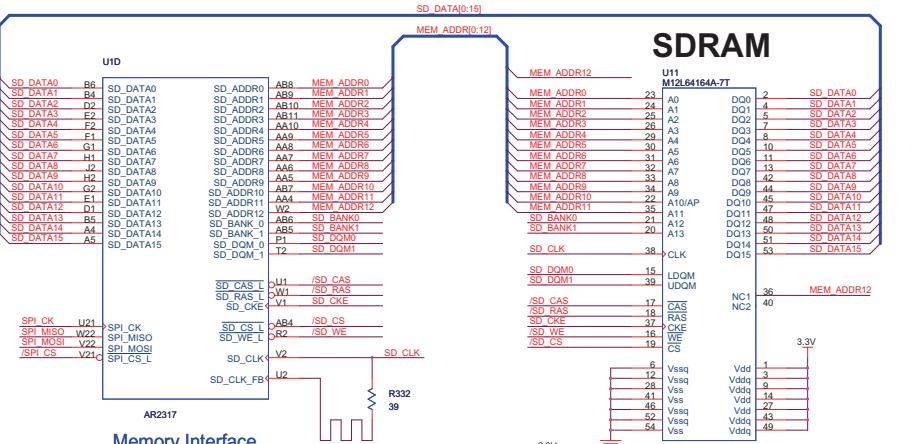 SD_DATA[0:15]
MEM_ADDR[0:12]
SDRAM
U1D
U11
M12L64164A-7T
MEM_ADDR12
SD_DATA0 B6 SD_DATA0 SD_ADDR0 AB8 MEM_ADDR0
SD_DATA1 B4 SD_DATA1 SD_ADDR1 AB9 MEM_ADDR1
SD_DATA2 D2 SD_DATA2 SD_ADDR2 AB10 MEM_ADDR2
SD_DATA3 E2 SD_DATA3 SD_ADDR3 AB11 MEM_ADDR3
SD_DATA4 F2 SD_DATA4 SD_ADDR4 AA10 MEM_ADDR4
SD_DATA5 F1 SD_DATA5 SD_ADDR5 AA9 MEM_ADDR5
SD_DATA6 G1 SD_DATA6 SD_ADDR6 AA8 MEM_ADDR6
SD_DATA7 H1 SD_DATA7 SD_ADDR7 AA7 MEM_ADDR7
SD_DATA8 J2 SD_DATA8 SD_ADDR8 AA6 MEM_ADDR8
SD_DATA9 H2 SD_DATA9 SD_ADDR9 AA5 MEM_ADDR9
SD_DATA10 G2 SD_DATA10 SD_ADDR10 AB7 MEM_ADDR10
SD_DATA11 E1 SD_DATA11 SD_ADDR11 AA4 MEM_ADDR11
SD_DATA12 D1 SD_DATA12 SD_ADDR12 W2 MEM_ADDR12
SD_DATA13 B5 SD_DATA13 SD_BANK_0 AB6 SD_BANK0
SD_DATA14 A4 SD_DATA14 SD_BANK_1 AB5 SD_BANK1
SD_DATA15 A5 SD_DATA15 SD_DQM_0 P1 SD_DQM0
SD_DQM_1 T2 SD_DQM1
SD_CAS_L U1 /SD_CAS
SD_RAS_L W1 /SD_RAS
SD_CKE V1 SD_CKE
SD_CS_L AB4 /SD_CS
SD_WE_L R2 /SD_WE
SPI_CK U21 SPI_CK
SPI_MISO W22 SPI_MISO
SPI_MOSI V22 SPI_MOSI
/SPI_CS V21 SPI_CS_L
SD_CLK V2 SD_CLK
SD_CLK_FB U2
R332
39
AR2317
Memory Interface
MEM_ADDR0 23 A0 DQ0 2 SD_DATA0
MEM_ADDR1 24 A1 DQ1 4 SD_DATA1
MEM_ADDR2 25 A2 DQ2 5 SD_DATA2
MEM_ADDR3 26 A3 DQ3 7 SD_DATA3
MEM_ADDR4 29 A4 DQ4 8 SD_DATA4
MEM_ADDR5 30 A5 DQ5 10 SD_DATA5
MEM_ADDR6 31 A6 DQ6 11 SD_DATA6
MEM_ADDR7 32 A7 DQ7 13 SD_DATA7
MEM_ADDR8 33 A8 DQ8 42 SD_DATA8
MEM_ADDR9 34 A9 DQ9 44 SD_DATA9
MEM_ADDR10 22 A10/AP DQ10 45 SD_DATA10
MEM_ADDR11 35 A11 DQ11 47 SD_DATA11
SD_BANK0 21 A12 DQ12 48 SD_DATA12
SD_BANK1 20 A13 DQ13 50 SD_DATA13
DQ14 51 SD_DATA14
SD_CLK 38 CLK DQ15 53 SD_DATA15
SD_DQM0 15 LDQM
SD_DQM1 39 UDQM
NC1 36 MEM_ADDR12
NC2 40
/SD_CAS 17 CAS
/SD_RAS 18 RAS
SD_CKE 37 CKE
/SD_WE 16 WE
/SD_CS 19 CS
3.3V
6 Vssq Vdd 1
12 Vssq Vddq 3
28 Vss Vddq 9
41 Vss Vdd 14
46 Vssq Vdd 27
52 Vssq Vddq 43
54 Vss Vddq 49